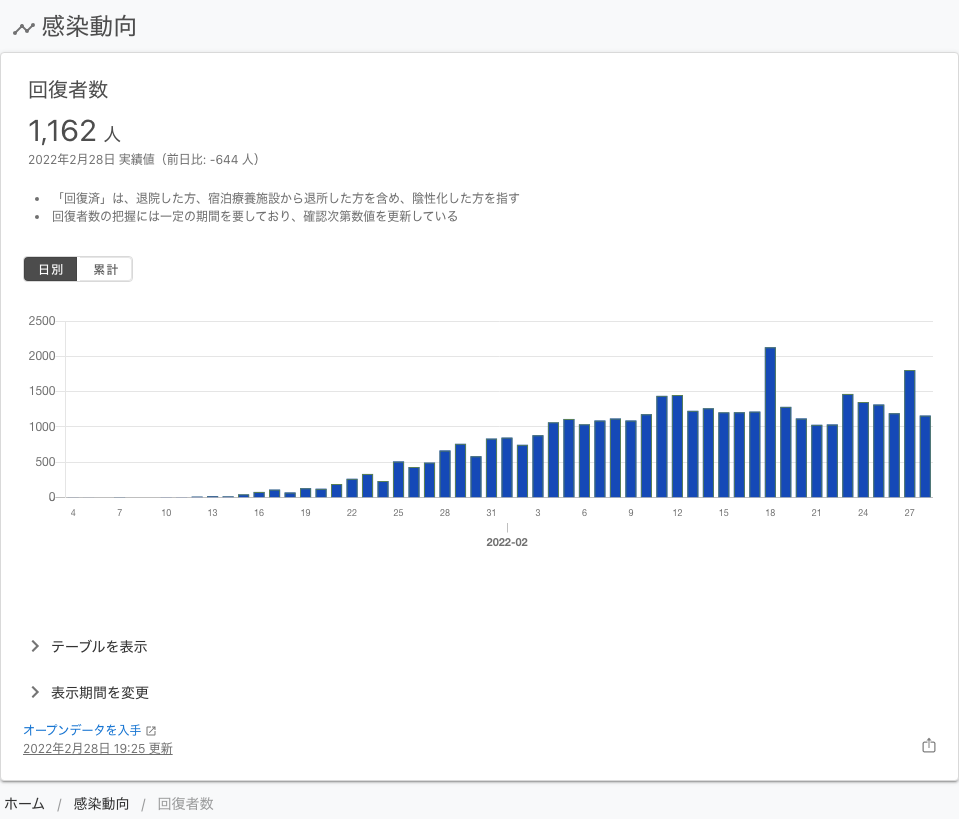 感染動向
回復者数
1,162 人
2022年2月28日 実績値（前日比: -644 人）
• 「回復済」は、退院した方、宿泊療養施設から退所した方を含め、陰性化した方を指す
• 回復者数の把握には一定の期間を要しており、確認次第数値を更新している
日別 累計
2500
2000
1500
1000
500
0
4 7 10 13 16 19 22 25 28 31 3 6 9 12 15 18 21 24 27
2022-02
テーブルを表示
表示期間を変更
オープンデータを入手
2022年2月28日 19:25 更新
ホーム / 感染動向 / 回復者数